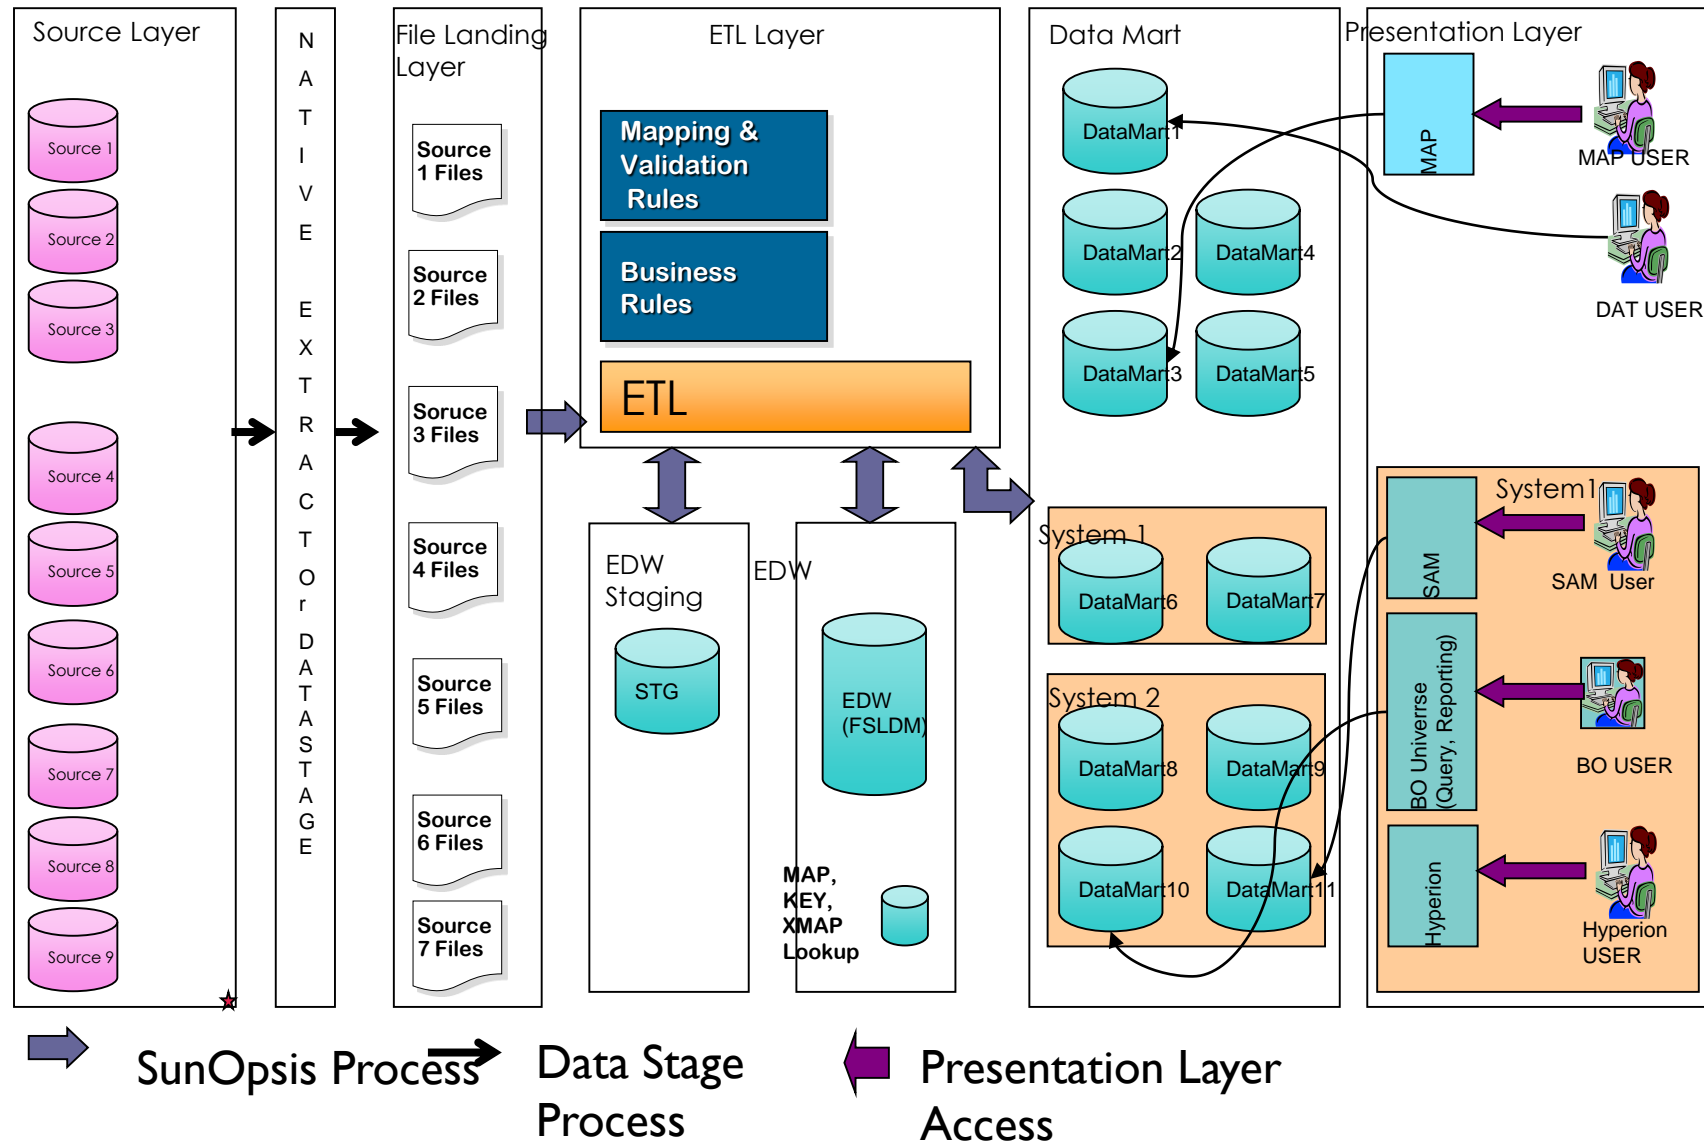 Source Layer
Source 1
Source 2
Source 3
Source 4
Source 5
Source 6
Source 7
Source 8
Source 9
NATIVE EXTRACTOr DATASTAGE
File Landing
Layer
Source
1 Files
Source
2 Files
Soruce
3 Files
Source
4 Files
Source
5 Files
Source
6 Files
Source
7 Files
ETL Layer
Mapping &
Validation
Rules
Business
Rules
ETL
EDW
Staging
STG
EDW
EDW
(FSLDM)
MAP,
KEY,
XMAP
Lookup
Data Mart
DataMart1
DataMart2
DataMart4
DataMart3
DataMart5
System 1
DataMart6
DataMart7
System 2
DataMart8
DataMart9
DataMart10
DataMart11
Presentation Layer
MAP
MAP USER
DAT USER
System1
SAM
SAM User
BO Univerrse
(Query, Reporting)
BO USER
Hyperion
Hyperion
USER
SunOpsis Process
Data Stage
Process
Presentation Layer
Access